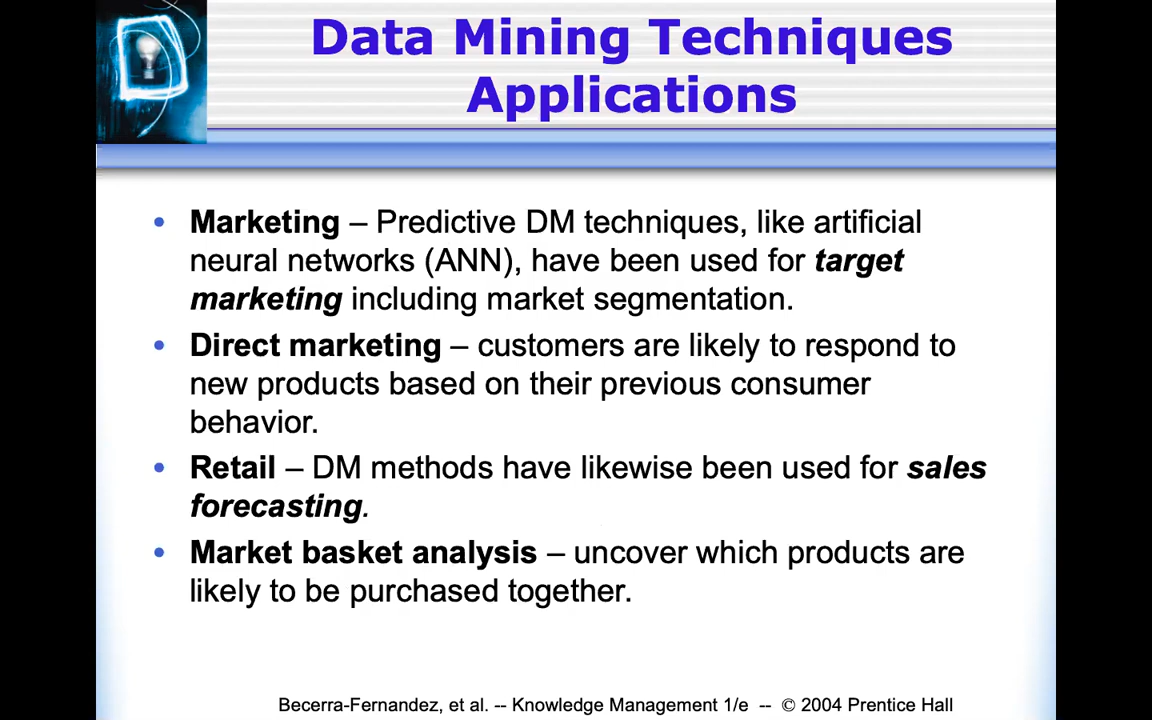 Data Mining Techniques
Applications
• Marketing – Predictive DM techniques, like artificial
neural networks (ANN), have been used for target
marketing including market segmentation.
• Direct marketing – customers are likely to respond to
new products based on their previous consumer
behavior.
• Retail – DM methods have likewise been used for sales
forecasting.
• Market basket analysis – uncover which products are
likely to be purchased together.
Becerra-Fernandez, et al. -- Knowledge Management 1/e -- © 2004 Prentice Hall